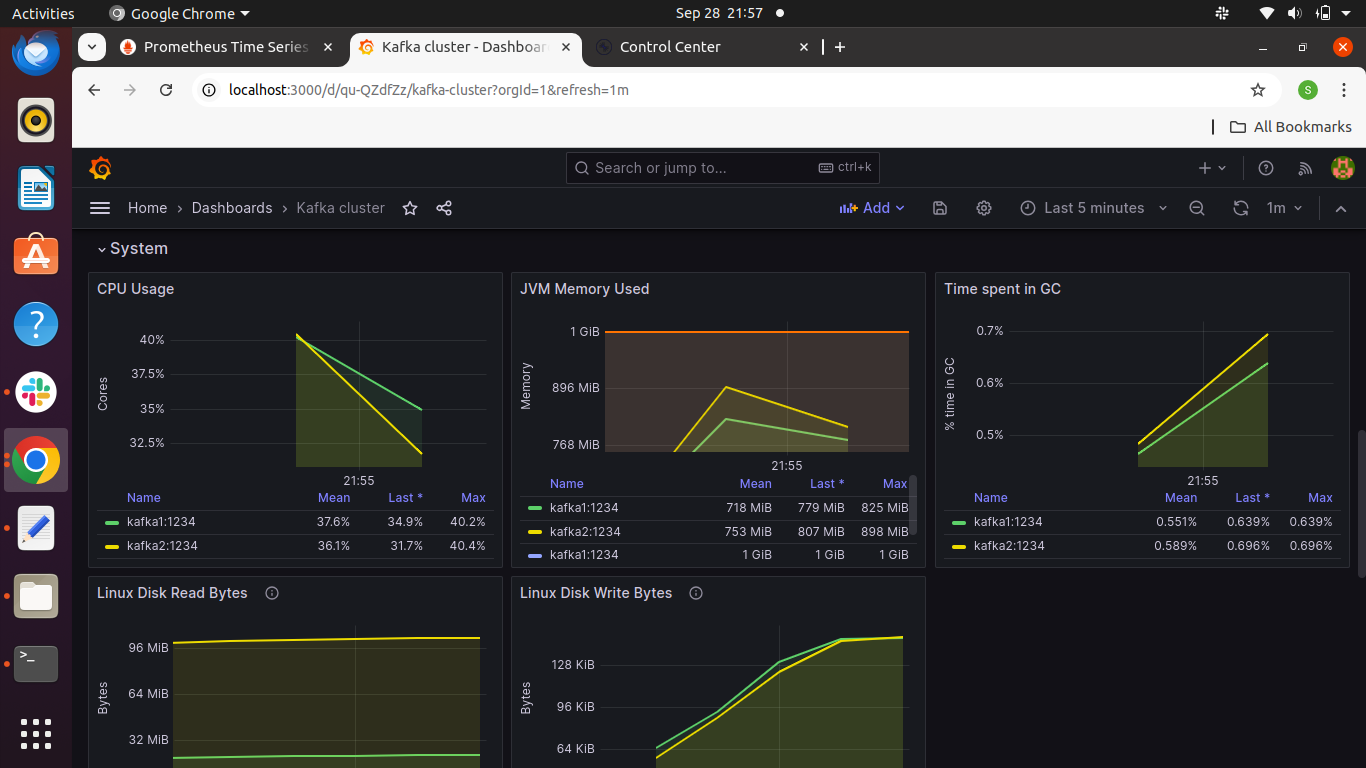 Activities
Google Chrome
Sep 28 21:57
Prometheus Time Series
Kafka cluster - Dashboar
Control Center
localhost:3000/d/qu-QZdfZz/kafka-cluster?orgId=1&refresh=1m
S
All Bookmarks
Search or jump to...
ctrl+k
Home › Dashboards › Kafka cluster
Add
Last 5 minutes
1m
System
CPU Usage
Cores
40%
37.5%
35%
32.5%
21:55
Name Mean Last * Max
kafka1:1234 37.6% 34.9% 40.2%
kafka2:1234 36.1% 31.7% 40.4%
JVM Memory Used
Memory
1 GiB
896 MiB
768 MiB
21:55
Name Mean Last * Max
kafka1:1234 718 MiB 779 MiB 825 MiB
kafka2:1234 753 MiB 807 MiB 898 MiB
kafka1:1234 1 GiB 1 GiB 1 GiB
Time spent in GC
% time in GC
0.7%
0.6%
0.5%
21:55
Name Mean Last * Max
kafka1:1234 0.551% 0.639% 0.639%
kafka2:1234 0.589% 0.696% 0.696%
Linux Disk Read Bytes
Bytes
96 MiB
64 MiB
32 MiB
Linux Disk Write Bytes
Bytes
128 KiB
96 KiB
64 KiB